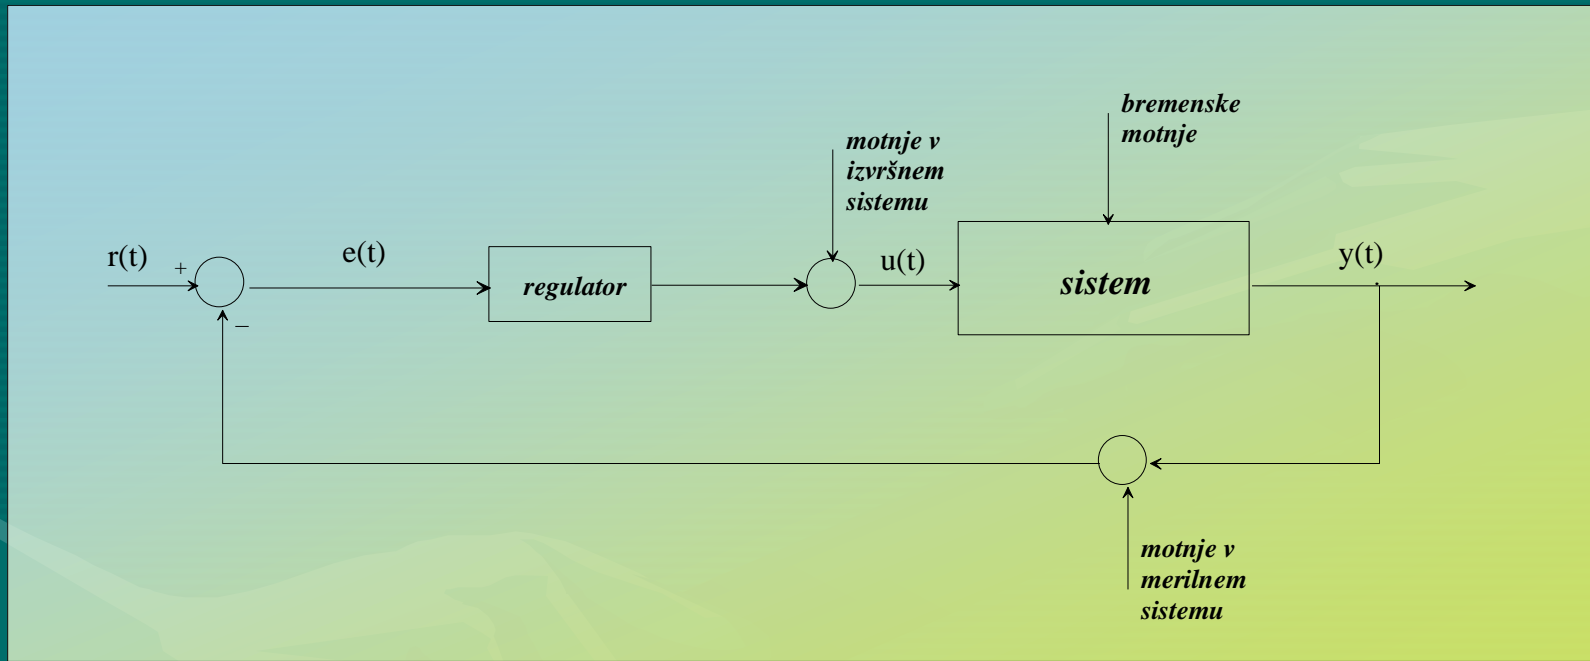 bremenske
motnje
motnje v
izvršnem
sistemu
r(t)
+
e(t)
regulator
u(t)
sistem
y(t)
–
motnje v
merilnem
sistemu